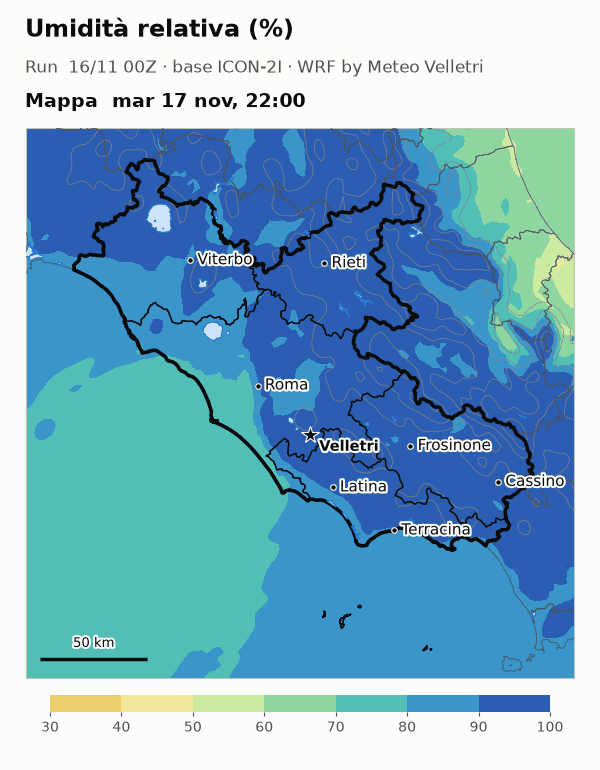 Umidità relativa (%)
Run  16/11 00Z · base ICON-2I · WRF by Meteo Velletri
Mappa  mar 17 nov, 22:00
Viterbo
Rieti
Roma
Velletri
Frosinone
Cassino
Latina
Terracina
50 km
30 40 50 60 70 80 90 100